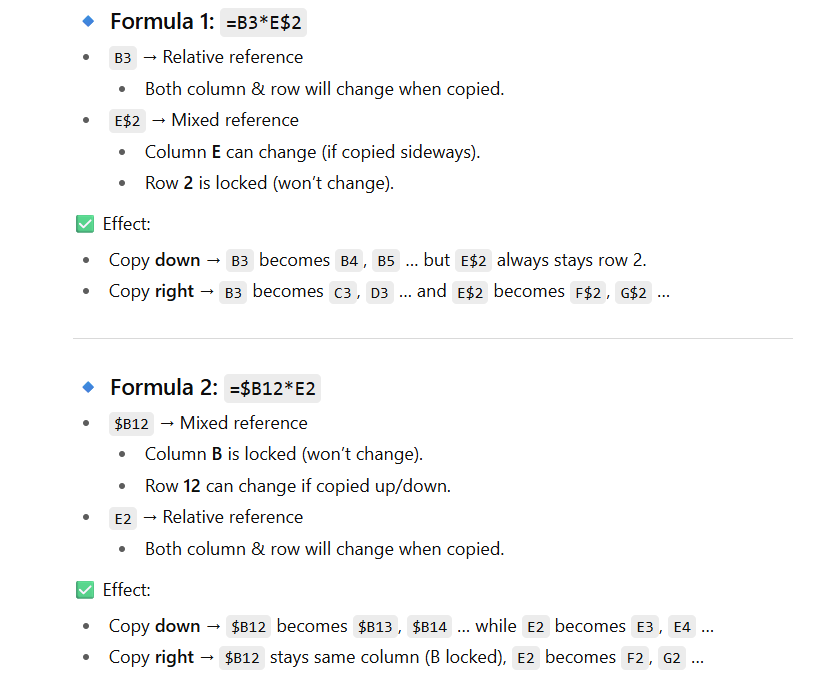 🔹 Formula 1: =B3*E$2
• B3 → Relative reference
• Both column & row will change when copied.
• E$2 → Mixed reference
• Column E can change (if copied sideways).
• Row 2 is locked (won’t change).
✅ Effect:
• Copy down → B3 becomes B4, B5 … but E$2 always stays row 2.
• Copy right → B3 becomes C3, D3 … and E$2 becomes F$2, G$2 …
🔹 Formula 2: =$B12*E2
• $B12 → Mixed reference
• Column B is locked (won’t change).
• Row 12 can change if copied up/down.
• E2 → Relative reference
• Both column & row will change when copied.
✅ Effect:
• Copy down → $B12 becomes $B13, $B14 … while E2 becomes E3, E4 …
• Copy right → $B12 stays same column (B locked), E2 becomes F2, G2 …